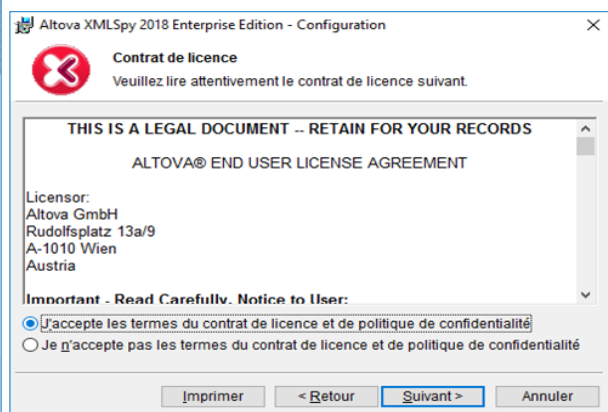 Altova XMLSpy 2018 Enterprise Edition - Configuration
Contrat de licence
Veuillez lire attentivement le contrat de licence suivant.
THIS IS A LEGAL DOCUMENT -- RETAIN FOR YOUR RECORDS
ALTOVA® END USER LICENSE AGREEMENT
Licensor:
Altova GmbH
Rudolfsplatz 13a/9
A-1010 Wien
Austria
Important - Read Carefully. Notice to User:
J'accepte les termes du contrat de licence et de politique de confidentialité
Je n'accepte pas les termes du contrat de licence et de politique de confidentialité
Imprimer
< Retour
Suivant >
Annuler